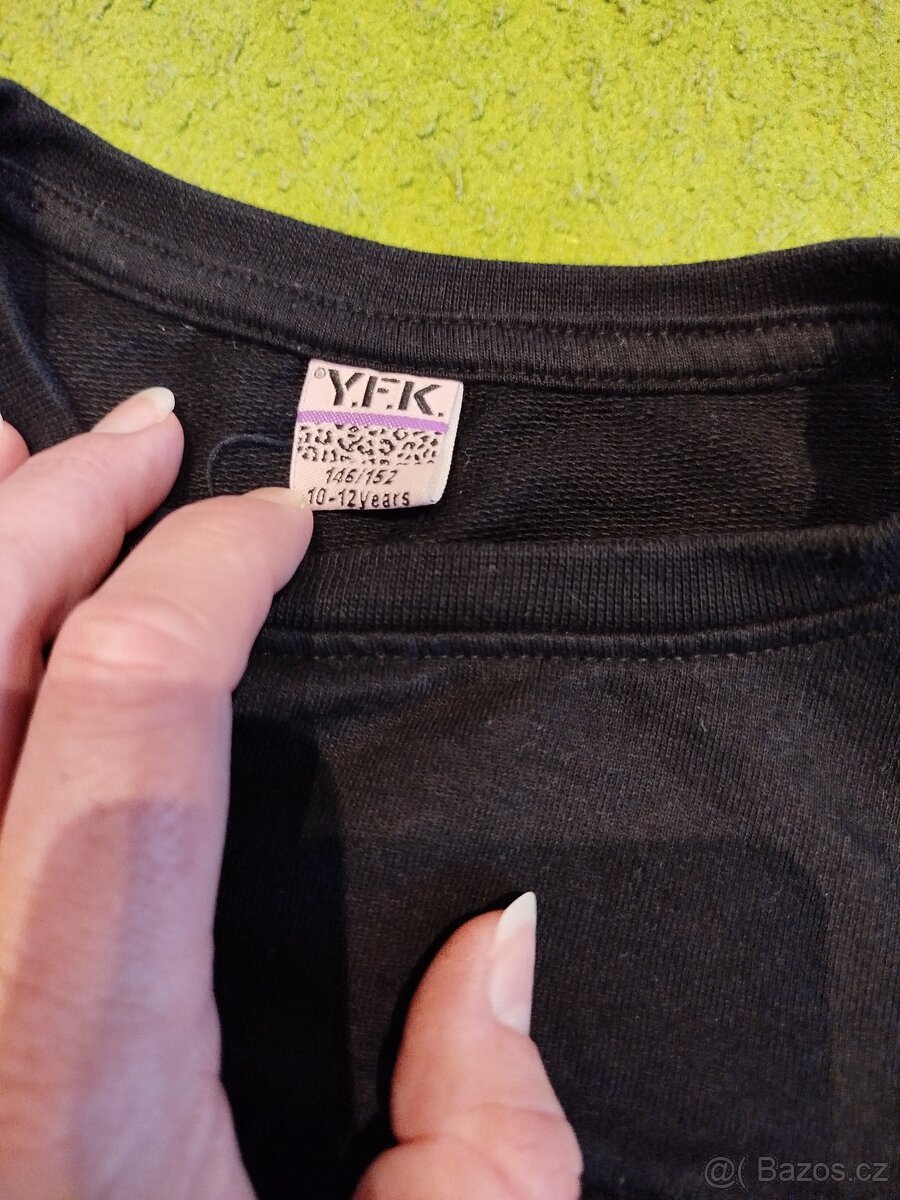 © Y.F.K.
146/152
10-12years
@( Bazos.cz